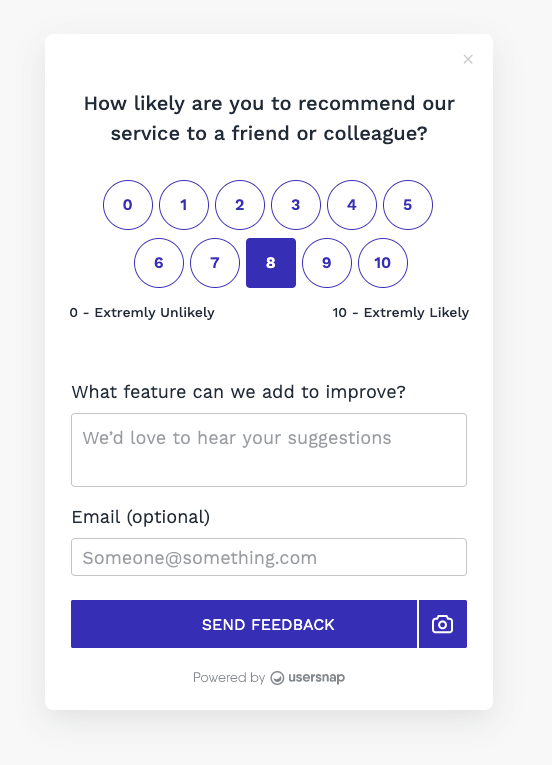 How likely are you to recommend our
service to a friend or colleague?
0 1 2 3 4 5
6 7 8 9 10
0 - Extremly Unlikely 10 - Extremly Likely
What feature can we add to improve?
We’d love to hear your suggestions
Email (optional)
Someone@something.com
SEND FEEDBACK
Powered by usersnap